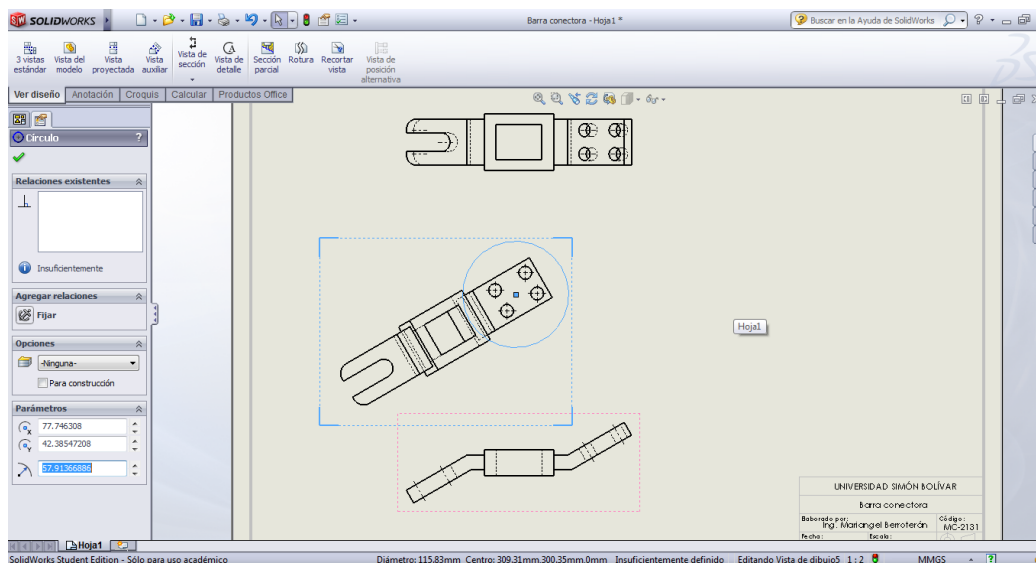 SOLIDWORKS
Barra conectora - Hoja1 *
Buscar en la Ayuda de SolidWorks
?
3 vistas estándar
Vista del modelo
Vista proyectada
Vista auxiliar
Vista de sección
Vista de detalle
Sección parcial
Rotura
Recortar vista
Vista de posición alternativa
Ver diseño
Anotación
Croquis
Calcular
Productos Office
Círculo
?
Relaciones existentes
Insuficientemente
Agregar relaciones
Fijar
Opciones
-Ninguna-
Para construcción
Parámetros
77.746308
42.38547208
57.91366886
Hoja1
UNIVERSIDAD SIMÓN BOLÍVAR
Barra conectora
Elaborado por:
Ing. Mariangel Berroterán
Código:
MC-2131
Fecha:
Escala:
Hoja1
SolidWorks Student Edition - Sólo para uso académico
Diámetro: 115.83mm Centro: 309.31mm,300.35mm,0mm
Insuficientemente definido
Editando Vista de dibujo5
1 : 2
MMGS
?